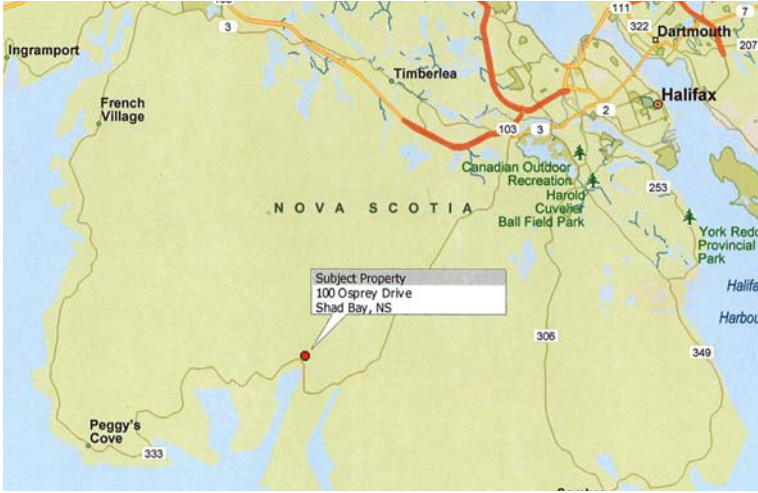 111
7
3
322
Dartmouth
207
Ingramport
Timberlea
Halifax
French
Village
2
103
3
Canadian Outdoor
Recreation
Harold
Cuvelier
Ball Field Park
253
NOVA SCOTIA
York Redo
Provincial
Park
Subject Property
100 Osprey Drive
Shad Bay, NS
Halifa
Harbou
306
349
Peggy's
Cove
333